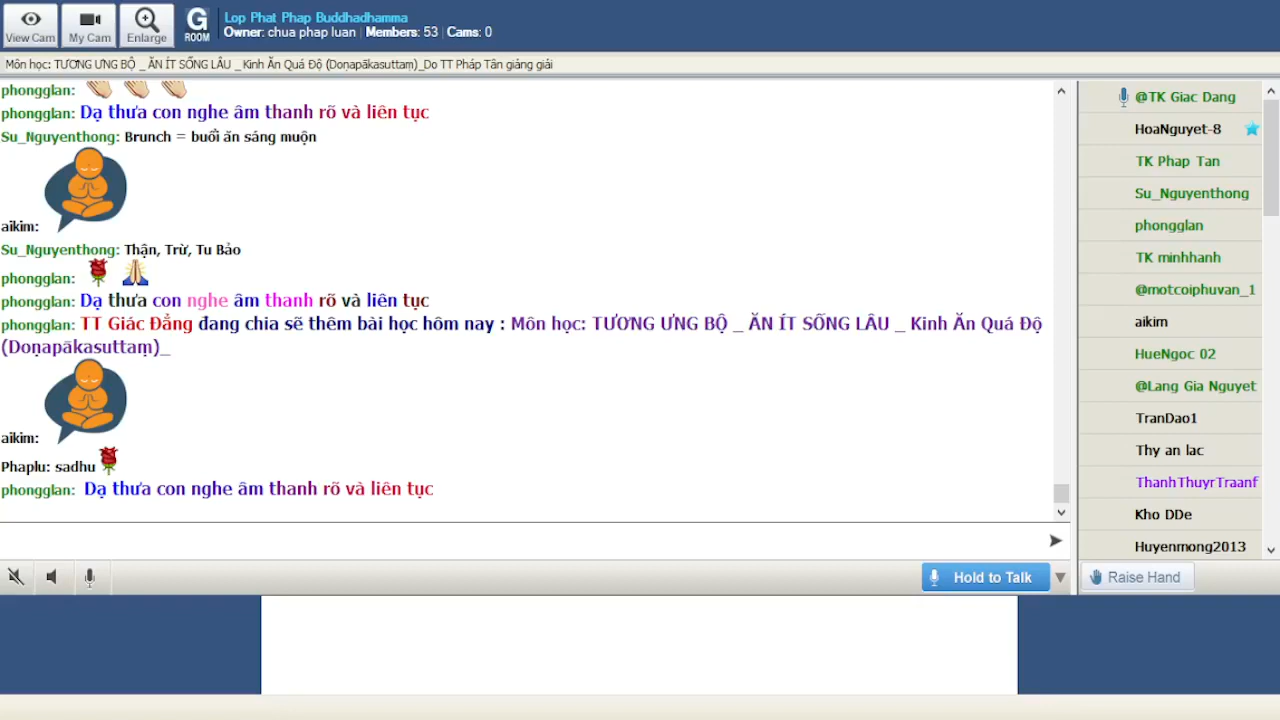 View Cam
My Cam
Enlarge
G
ROOM
Lop Phat Phap Buddhadhamma
Owner: chua phap luan | Members: 53 | Cams: 0
Môn học: TƯƠNG ƯNG BỘ _ ĂN ÍT SỐNG LÂU _ Kinh Ăn Quá Độ (Doṇapākasuttaṃ)_Do TT Pháp Tân giảng giải
phongglan:
phongglan: Dạ thưa con nghe âm thanh rõ và liên tục
Su_Nguyenthong: Brunch = buổi ăn sáng muộn
aikim:
Su_Nguyenthong: Thận, Trừ, Tu Bảo
phongglan:
phongglan: Dạ thưa con nghe âm thanh rõ và liên tục
phongglan: TT Giác Đẳng đang chia sẽ thêm bài học hôm nay : Môn học: TƯƠNG ƯNG BỘ _ ĂN ÍT SỐNG LÂU _ Kinh Ăn Quá Độ
(Doṇapākasuttaṃ)_
aikim:
Phaplu: sadhu
phongglan: Dạ thưa con nghe âm thanh rõ và liên tục
@TK Giac Dang
HoaNguyet-8
TK Phap Tan
Su_Nguyenthong
phongglan
TK minhhanh
@motcoiphuvan_1
aikim
HueNgoc 02
@Lang Gia Nguyet
TranDao1
Thy an lac
ThanhThuyrTraanf
Kho DDe
Huyenmong2013
Hold to Talk
Raise Hand